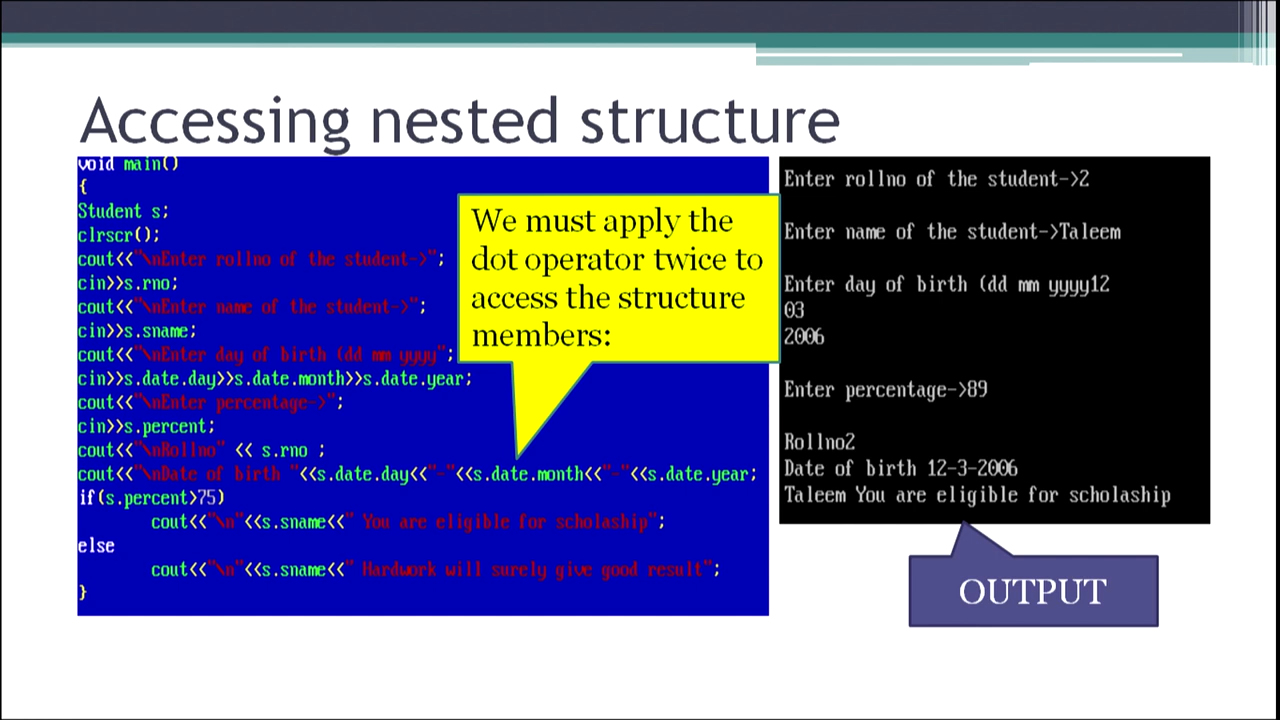 Accessing nested structure
void main()
{
Student s;
clrscr();
cout<<"\nEnter rollno of the student->";
cin>>s.rno;
cout<<"\nEnter name of the student->";
cin>>s.sname;
cout<<"\nEnter day of birth (dd mm yyyy";
cin>>s.date.day>>s.date.month>>s.date.year;
cout<<"\nEnter percentage->";
cin>>s.percent;
cout<<"\nRollno" << s.rno ;
cout<<"\nDate of birth "<<s.date.day<<"-"<<s.date.month<<"-"<<s.date.year;
if(s.percent>75)
cout<<"\n"<<s.sname<<" You are eligible for scholaship";
else
cout<<"\n"<<s.sname<<" Hardwork will surely give good result";
}
We must apply the
dot operator twice to
access the structure
members:
Enter rollno of the student->2
Enter name of the student->Taleem
Enter day of birth (dd mm yyyy12
03
2006
Enter percentage->89
Rollno2
Date of birth 12-3-2006
Taleem You are eligible for scholaship
OUTPUT